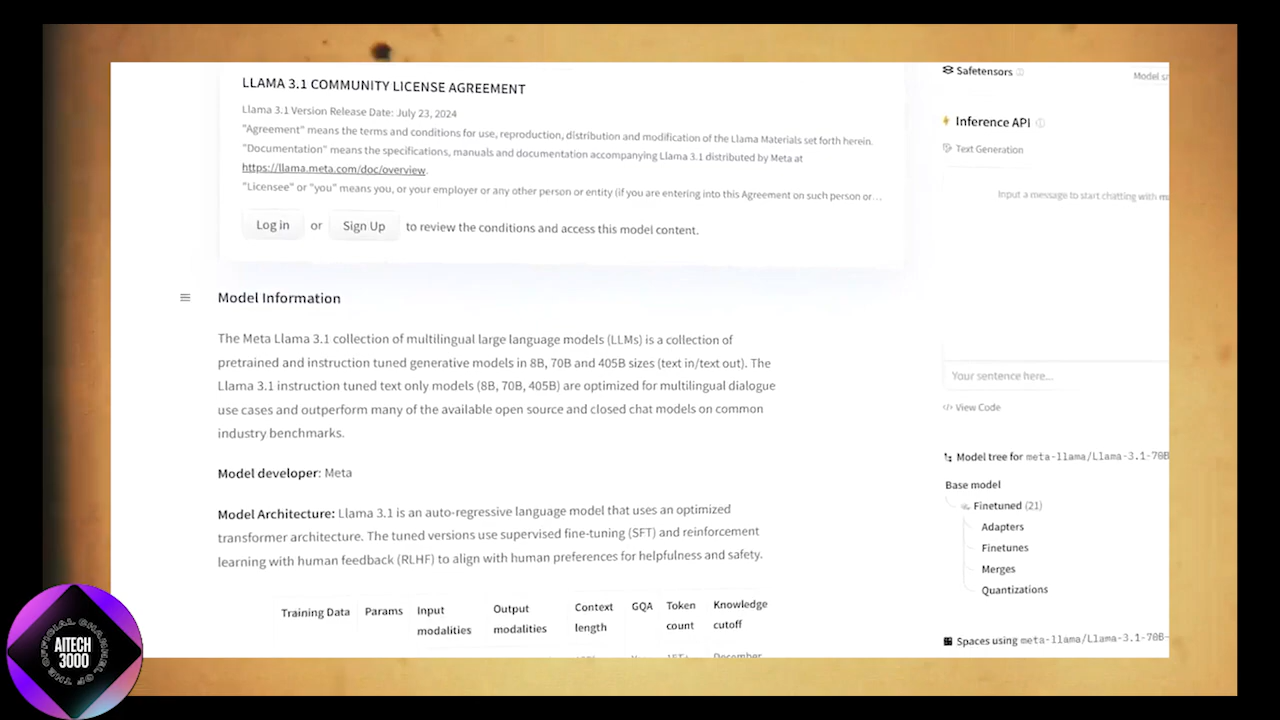 LLAMA 3.1 COMMUNITY LICENSE AGREEMENT
Llama 3.1 Version Release Date: July 23, 2024
"Agreement" means the terms and conditions for use, reproduction, distribution and modification of the Llama Materials set forth herein.
"Documentation" means the specifications, manuals and documentation accompanying Llama 3.1 distributed by Meta at
https://llama.meta.com/doc/overview.
"Licensee" or "you" means you, or your employer or any other person or entity (if you are entering into this Agreement on such person or…
Log in or Sign Up to review the conditions and access this model content.
Model Information
The Meta Llama 3.1 collection of multilingual large language models (LLMs) is a collection of
pretrained and instruction tuned generative models in 8B, 70B and 405B sizes (text in/text out). The
Llama 3.1 instruction tuned text only models (8B, 70B, 405B) are optimized for multilingual dialogue
use cases and outperform many of the available open source and closed chat models on common
industry benchmarks.
Model developer: Meta
Model Architecture: Llama 3.1 is an auto-regressive language model that uses an optimized
transformer architecture. The tuned versions use supervised fine-tuning (SFT) and reinforcement
learning with human feedback (RLHF) to align with human preferences for helpfulness and safety.
Training Data Params Input modalities Output modalities Context length GQA Token count Knowledge cutoff
December
Safetensors
Model
Inference API
Text Generation
Input a message to start chatting with
Your sentence here...
</> View Code
Model tree for meta-llama/Llama-3.1-70B
Base model
Finetuned (21)
Adapters
Finetunes
Merges
Quantizations
Spaces using meta-llama/Llama-3.1-70B-
AITECH
3000
OFFICIAL CHANNEL OF THE